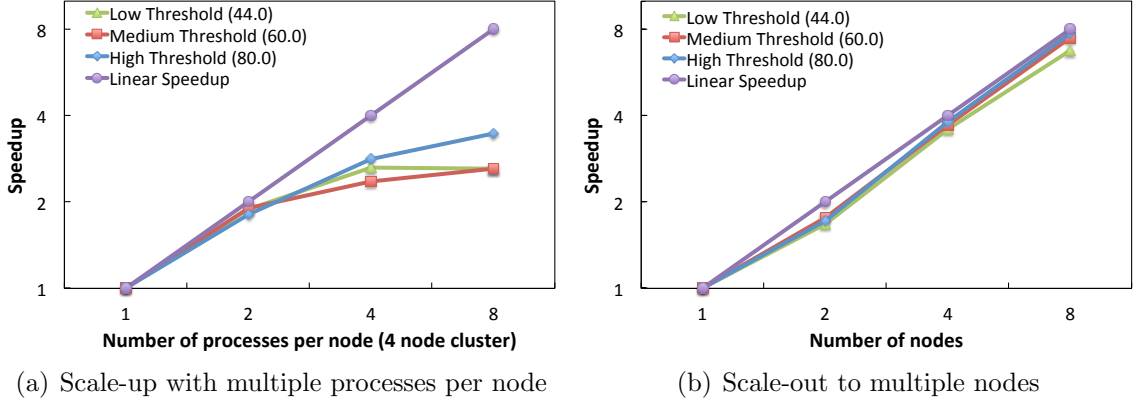 Low Threshold (44.0)
Medium Threshold (60.0)
High Threshold (80.0)
Linear Speedup
8
4
2
1
Speedup
1 2 4 8
Number of processes per node (4 node cluster)
(a) Scale-up with multiple processes per node
Low Threshold (44.0)
Medium Threshold (60.0)
High Threshold (80.0)
Linear Speedup
8
4
2
1
Speedup
1 2 4 8
Number of nodes
(b) Scale-out to multiple nodes